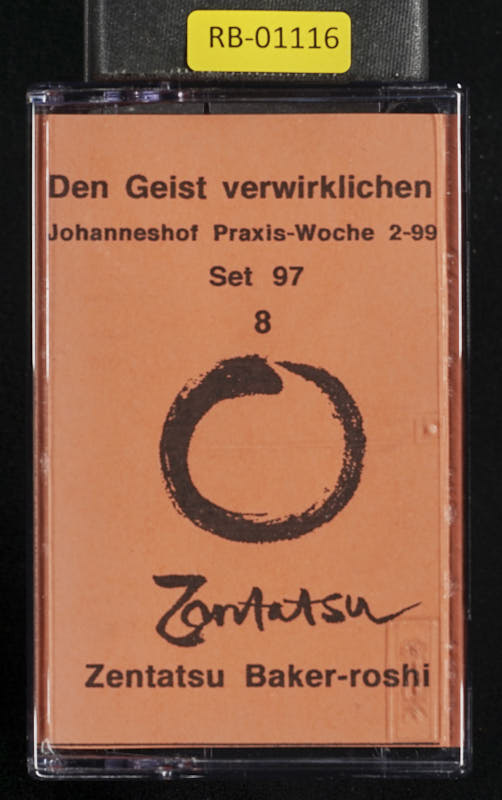 RB-01116
Den Geist verwirklichen
Johanneshof Praxis-Woche 2-99
Set 97
8
Zentatsu
Zentatsu Baker-roshi